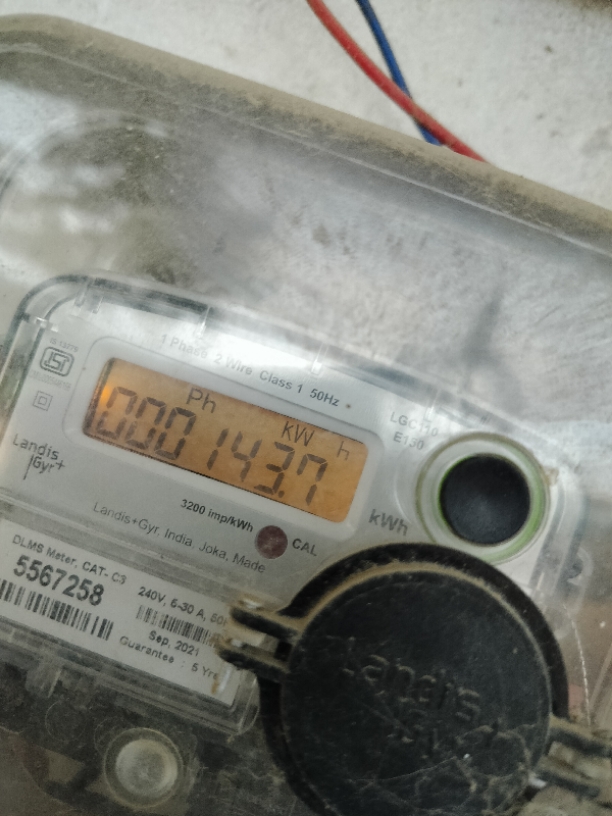 1 Phase 2 Wire Class 1 50Hz
Ph kW h
0000143.7
E150
Landis
Gyr+
kWh
3200 imp/kWh
CAL
Landis+Gyr, India, Joka, Made
DLMS Meter, CAT- C3
5567258
240V, 5-30 A,
Sep, 2021
Guarantee : 5 Yrs
Landis